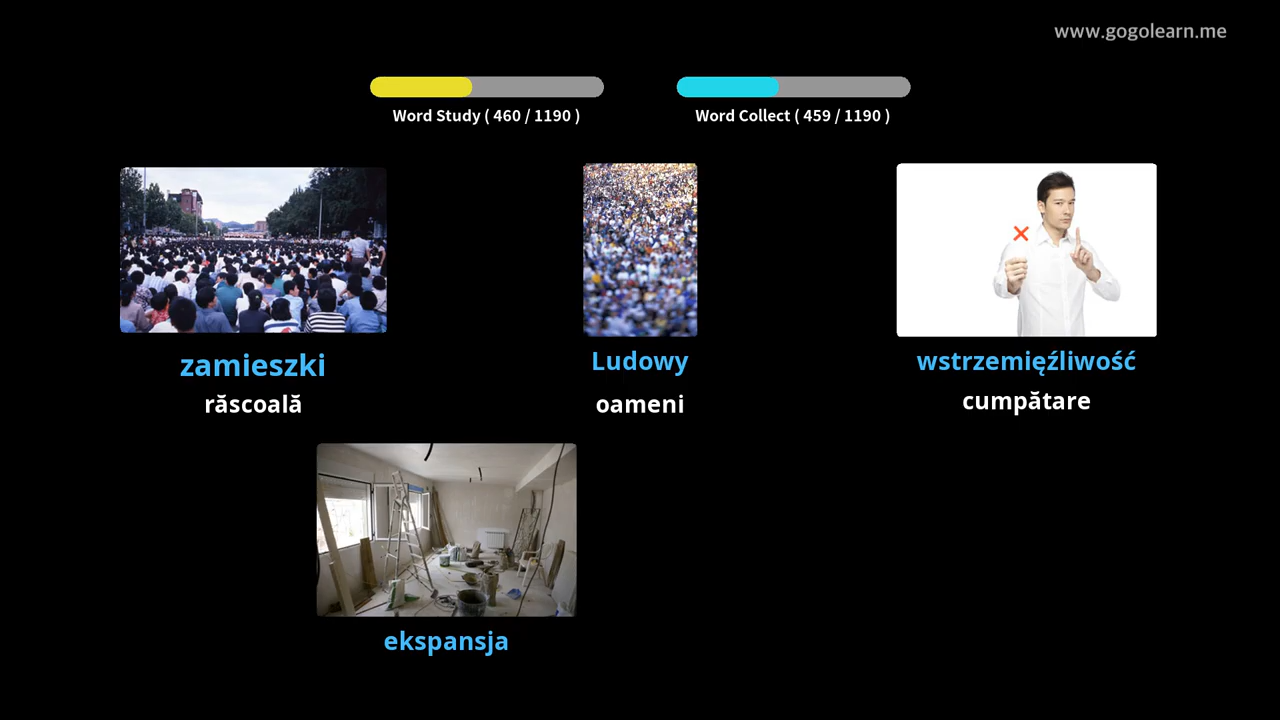 www.gogolearn.me
Word Study ( 460 / 1190 )
Word Collect ( 459 / 1190 )
zamieszki
răscoală
Ludowy
oameni
wstrzemięźliwość
cumpătare
ekspansja